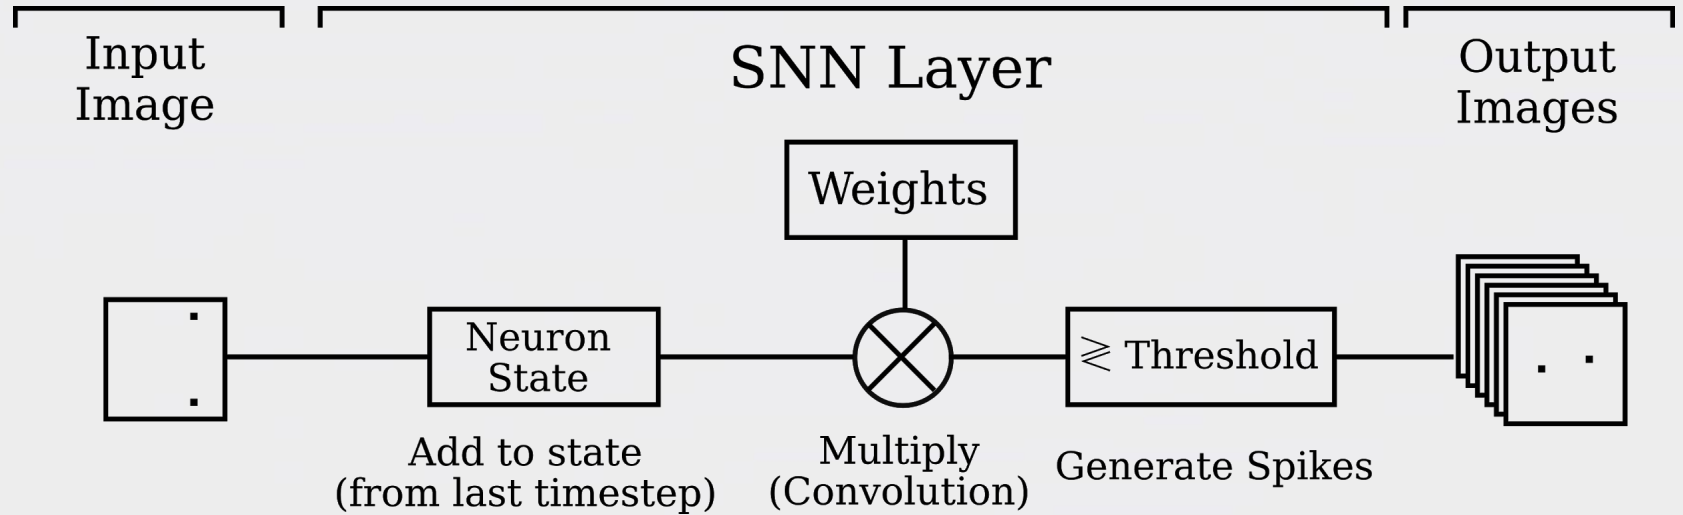 Input
Image
SNN Layer
Output
Images
Weights
Neuron
State
≷ Threshold
Add to state
(from last timestep)
Multiply
(Convolution)
Generate Spikes